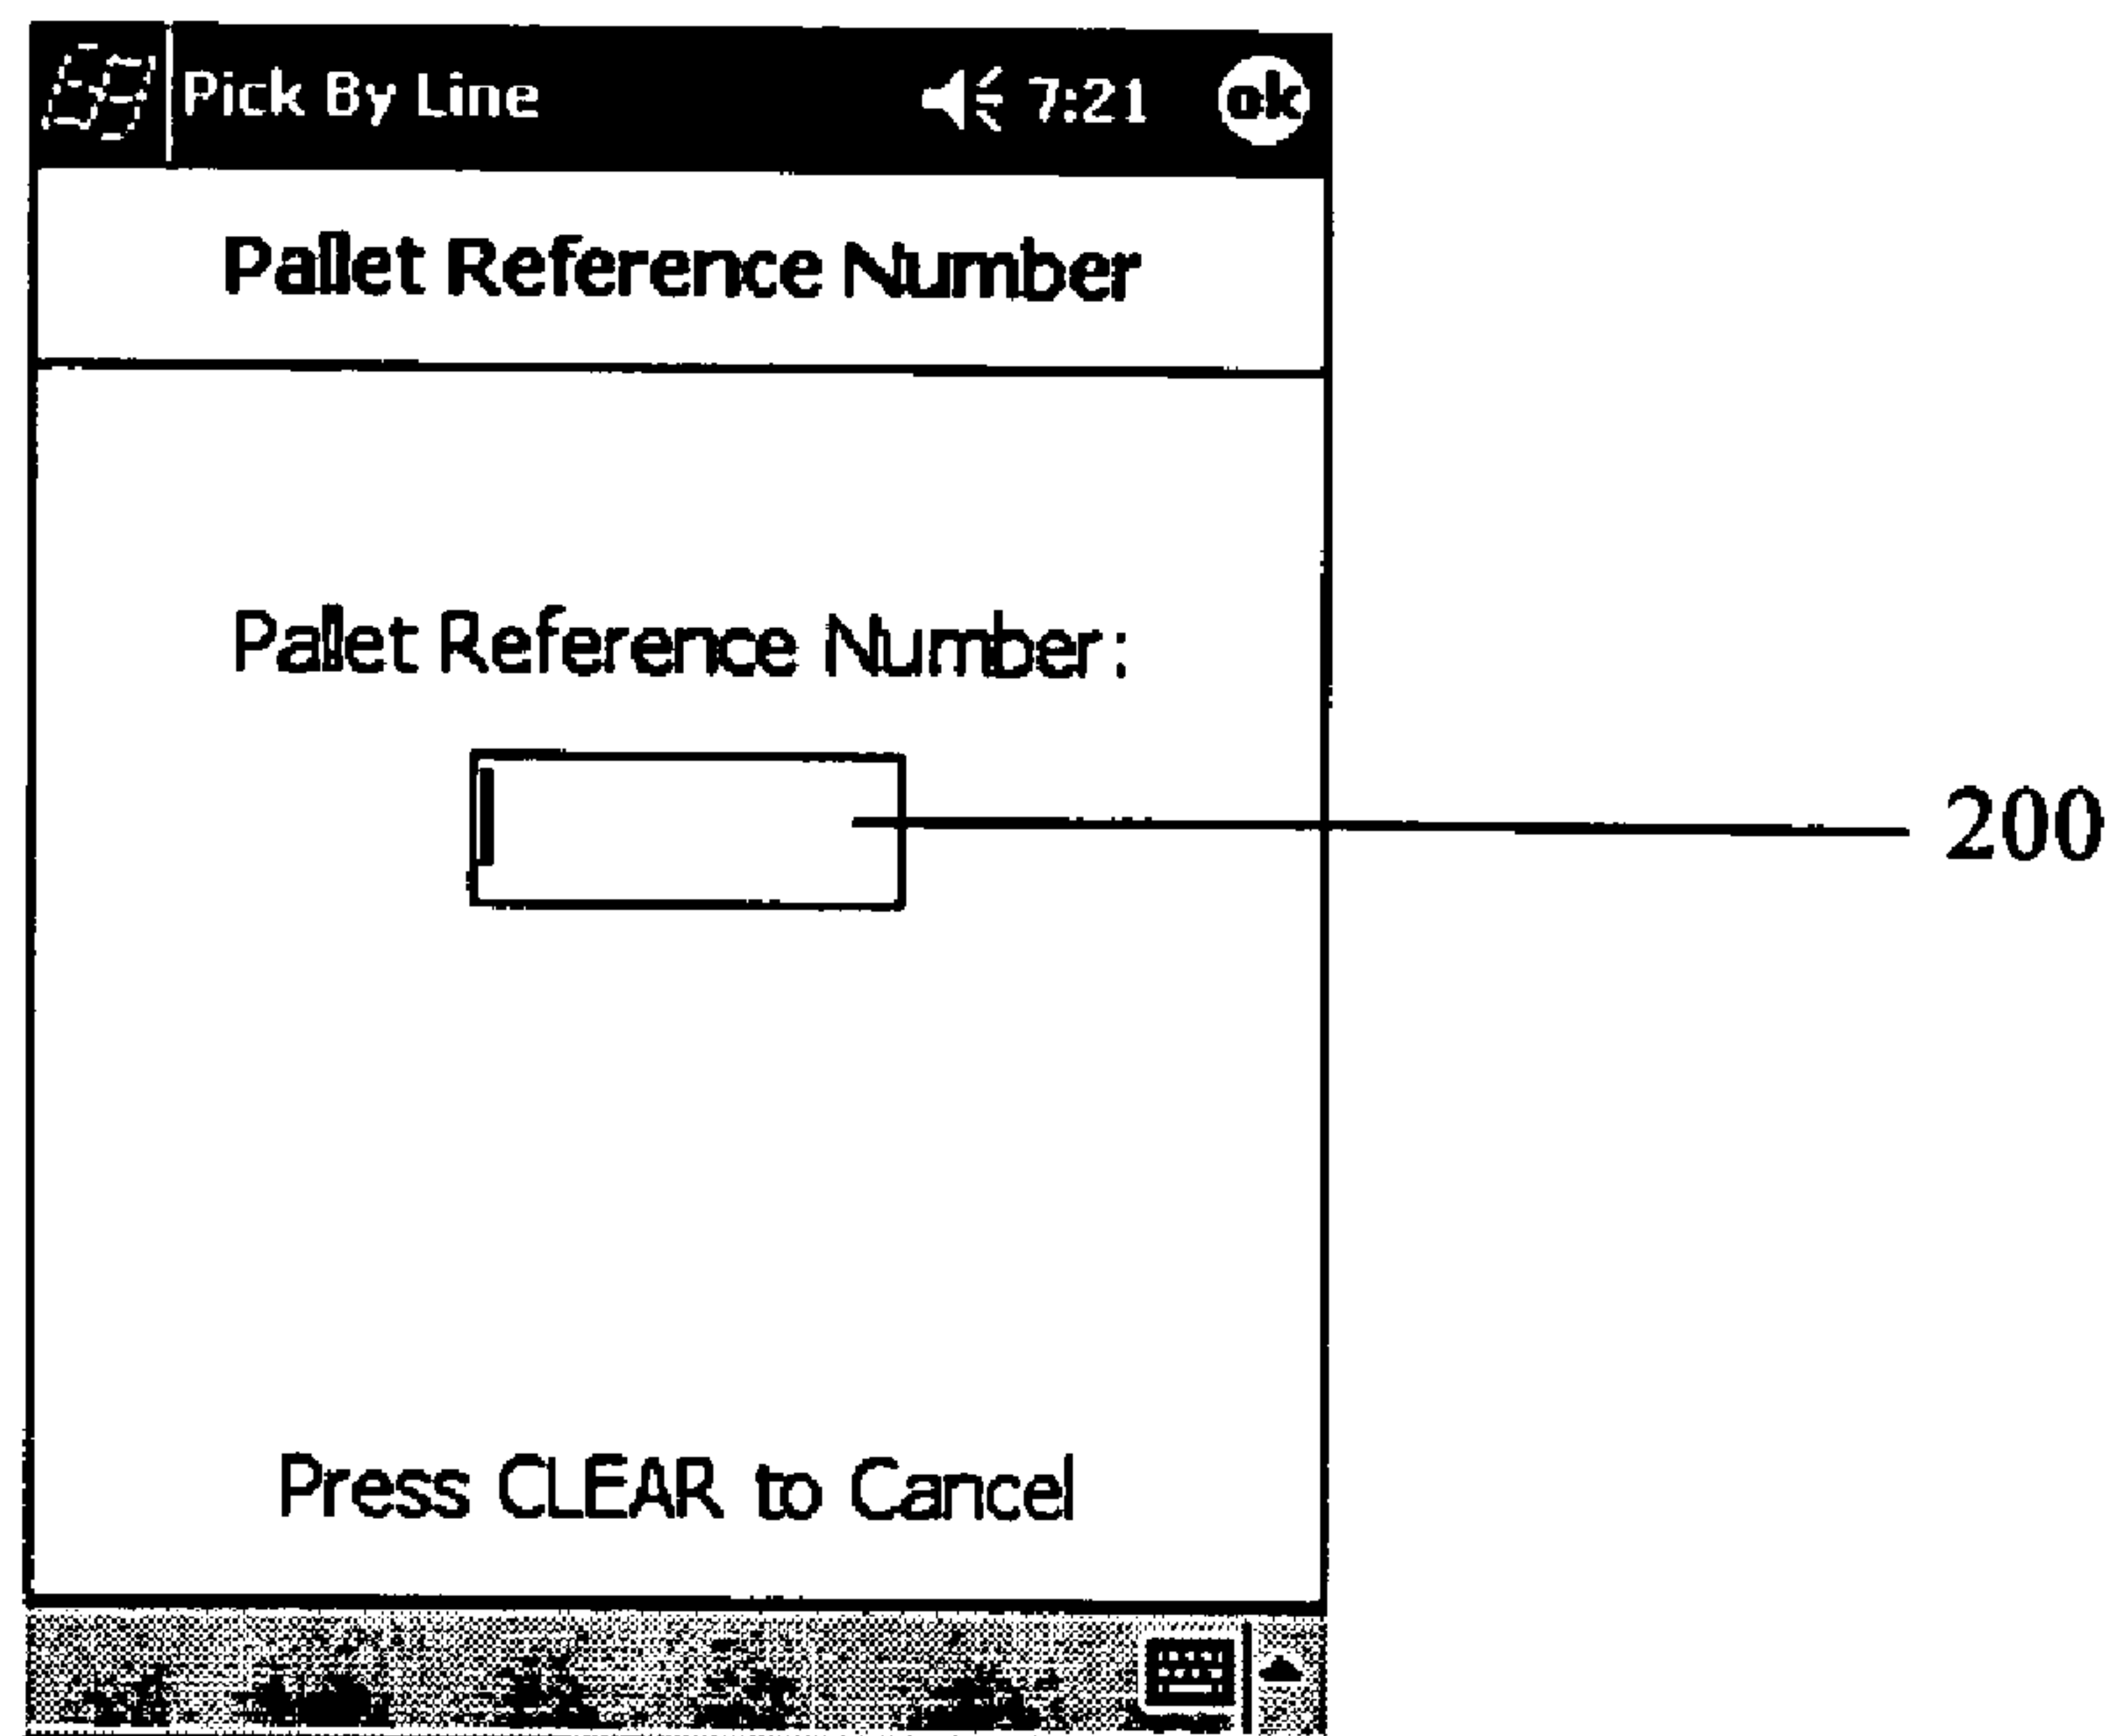 Pick By Line 7:21 ok
Pallet Reference Number
Pallet Reference Number:
200
Press CLEAR to Cancel